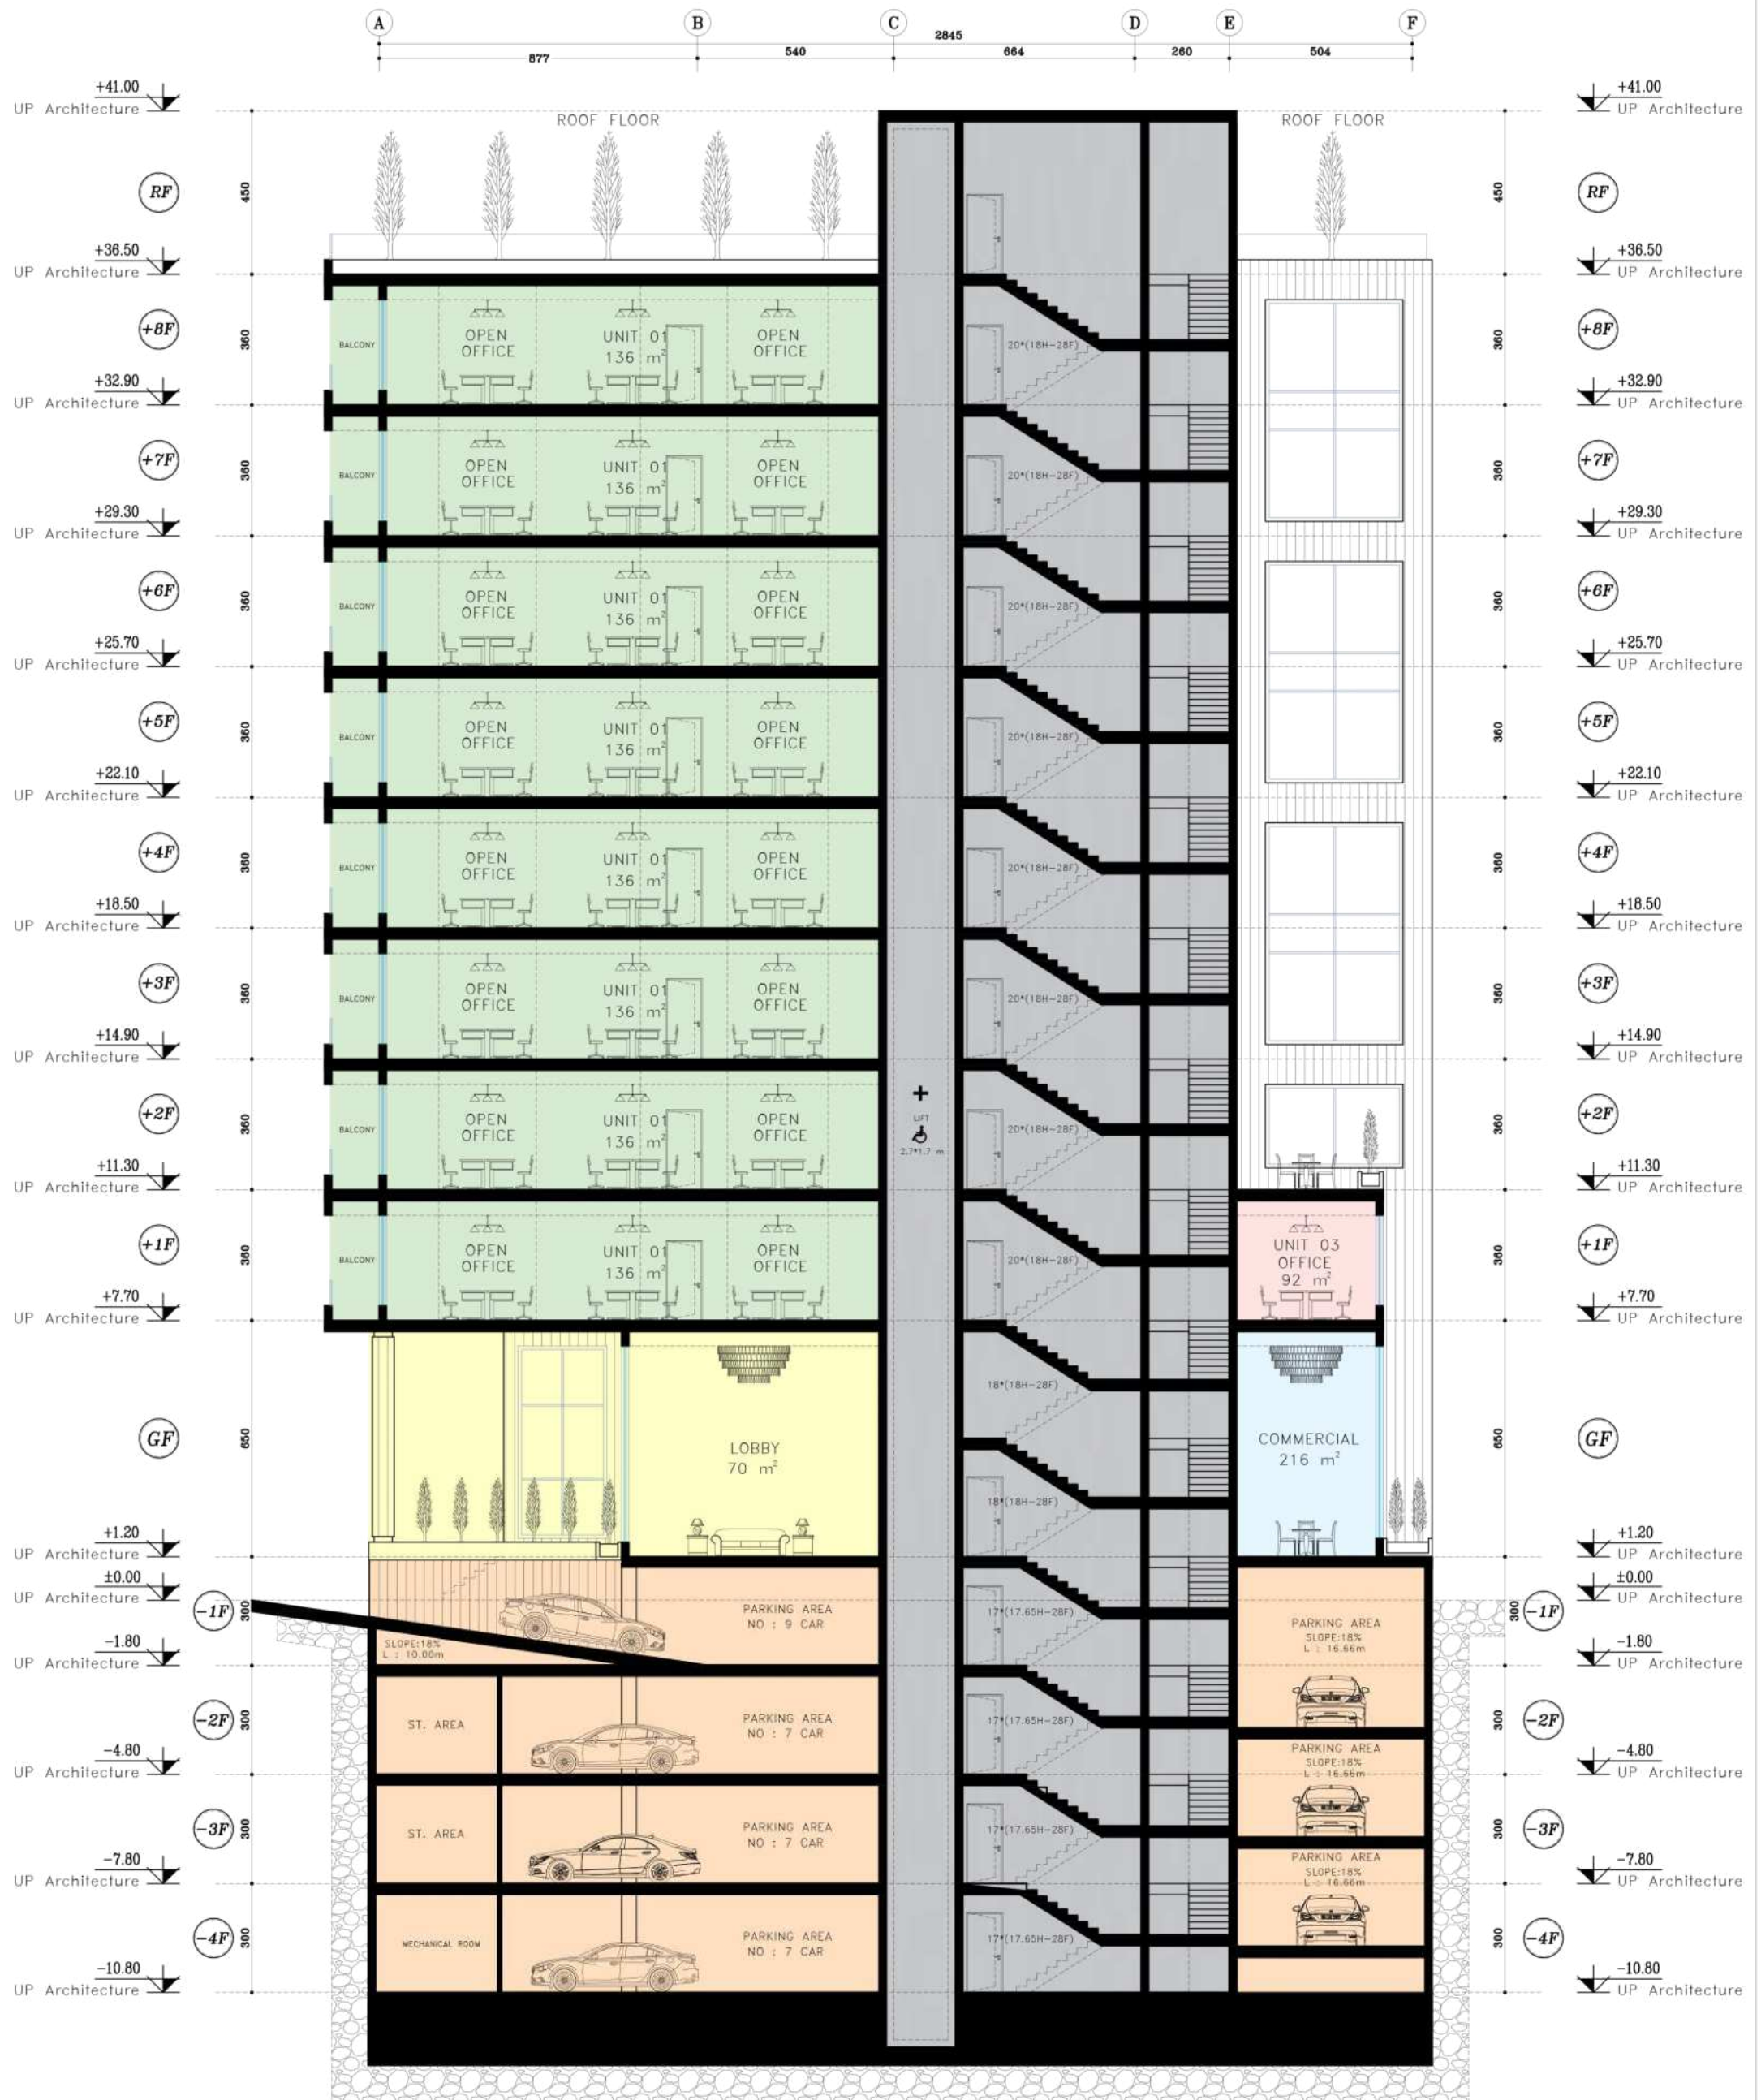 A B C D E F
2845
877 540 664 260 504
+41.00 +41.00
UP Architecture UP Architecture
ROOF FLOOR ROOF FLOOR
RF 450 450 RF
+36.50 +36.50
UP Architecture UP Architecture
+8F 360 360 +8F
BALCONY
OPEN OFFICE
UNIT 01
136 m²
OPEN OFFICE
20*(18H-28F)
+32.90 +32.90
UP Architecture UP Architecture
+7F 360 360 +7F
BALCONY
OPEN OFFICE
UNIT 01
136 m²
OPEN OFFICE
20*(18H-28F)
+29.30 +29.30
UP Architecture UP Architecture
+6F 360 360 +6F
BALCONY
OPEN OFFICE
UNIT 01
136 m²
OPEN OFFICE
20*(18H-28F)
+25.70 +25.70
UP Architecture UP Architecture
+5F 360 360 +5F
BALCONY
OPEN OFFICE
UNIT 01
136 m²
OPEN OFFICE
20*(18H-28F)
+22.10 +22.10
UP Architecture UP Architecture
+4F 360 360 +4F
BALCONY
OPEN OFFICE
UNIT 01
136 m²
OPEN OFFICE
20*(18H-28F)
+18.50 +18.50
UP Architecture UP Architecture
+3F 360 360 +3F
BALCONY
OPEN OFFICE
UNIT 01
136 m²
OPEN OFFICE
20*(18H-28F)
+14.90 +14.90
UP Architecture UP Architecture
+2F 360 360 +2F
BALCONY
OPEN OFFICE
UNIT 01
136 m²
OPEN OFFICE
LIFT
2.7*1.7 m
20*(18H-28F)
+11.30 +11.30
UP Architecture UP Architecture
+1F 360 360 +1F
BALCONY
OPEN OFFICE
UNIT 01
136 m²
OPEN OFFICE
20*(18H-28F)
UNIT 03
OFFICE
92 m²
+7.70 +7.70
UP Architecture UP Architecture
18*(18H-28F)
GF 650 650 GF
LOBBY
70 m²
COMMERCIAL
216 m²
18*(18H-28F)
+1.20 +1.20
UP Architecture UP Architecture
±0.00 ±0.00
UP Architecture UP Architecture
-1F 300 300 -1F
PARKING AREA
NO : 9 CAR
17*(17.65H-28F)
PARKING AREA
SLOPE:18%
L : 16.66m
SLOPE:18%
L : 10.00m
-1.80 -1.80
UP Architecture UP Architecture
-2F 300 300 -2F
ST. AREA
PARKING AREA
NO : 7 CAR
17*(17.65H-28F)
PARKING AREA
SLOPE:18%
L : 16.66m
-4.80 -4.80
UP Architecture UP Architecture
-3F 300 300 -3F
ST. AREA
PARKING AREA
NO : 7 CAR
17*(17.65H-28F)
PARKING AREA
SLOPE:18%
L : 16.66m
-7.80 -7.80
UP Architecture UP Architecture
-4F 300 300 -4F
MECHANICAL ROOM
PARKING AREA
NO : 7 CAR
17*(17.65H-28F)
-10.80 -10.80
UP Architecture UP Architecture